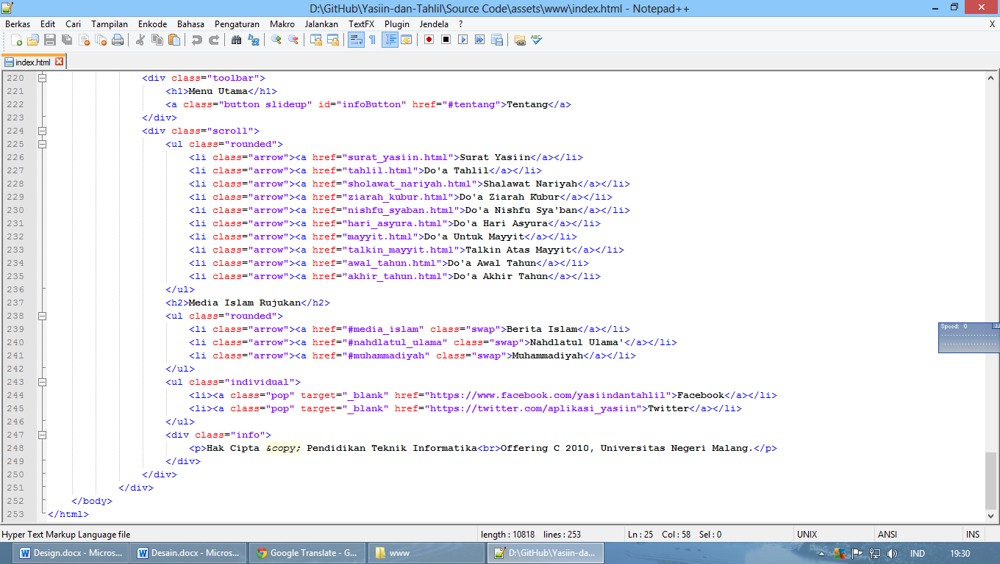 D:\GitHub\Yasiin-dan-Tahlil\Source Code\assets\www\index.html - Notepad++
Berkas Edit Cari Tampilan Enkode Bahasa Pengaturan Makro Jalankan TextFX Plugin Jendela ? X
index.html
220 <div class="toolbar">
221 <h1>Menu Utama</h1>
222 <a class="button slideup" id="infoButton" href="#tentang">Tentang</a>
223 </div>
224 <div class="scroll">
225 <ul class="rounded">
226 <li class="arrow"><a href="surat_yasiin.html">Surat Yasiin</a></li>
227 <li class="arrow"><a href="tahlil.html">Do'a Tahlil</a></li>
228 <li class="arrow"><a href="sholawat_nariyah.html">Shalawat Nariyah</a></li>
229 <li class="arrow"><a href="ziarah_kubur.html">Do'a Ziarah Kubur</a></li>
230 <li class="arrow"><a href="nishfu_syaban.html">Do'a Nishfu Sya'ban</a></li>
231 <li class="arrow"><a href="hari_asyura.html">Do'a Hari Asyura</a></li>
232 <li class="arrow"><a href="mayyit.html">Do'a Untuk Mayyit</a></li>
233 <li class="arrow"><a href="talkin_mayyit.html">Talkin Atas Mayyit</a></li>
234 <li class="arrow"><a href="awal_tahun.html">Do'a Awal Tahun</a></li>
235 <li class="arrow"><a href="akhir_tahun.html">Do'a Akhir Tahun</a></li>
236 </ul>
237 <h2>Media Islam Rujukan</h2>
238 <ul class="rounded">
239 <li class="arrow"><a href="#media_islam" class="swap">Berita Islam</a></li>
240 <li class="arrow"><a href="#nahdlatul_ulama" class="swap">Nahdlatul Ulama'</a></li>
241 <li class="arrow"><a href="#muhammadiyah" class="swap">Muhammadiyah</a></li>
242 </ul>
243 <ul class="individual">
244 <li><a class="pop" target="_blank" href="https://www.facebook.com/yasiindantahlil">Facebook</a></li>
245 <li><a class="pop" target="_blank" href="https://twitter.com/aplikasi_yasiin">Twitter</a></li>
246 </ul>
247 <div class="info">
248 <p>Hak Cipta &copy; Pendidikan Teknik Informatika<br>Offering C 2010, Universitas Negeri Malang.</p>
249 </div>
250 </div>
251 </div>
252 </body>
253 </html>
Speed: 0
Hyper Text Markup Language file length : 10818 lines : 253 Ln : 25 Col : 58 Sel : 0 UNIX ANSI INS
Design.docx - Micros... Desain.docx - Micros... Google Translate - G... www D:\GitHub\Yasiin-da... IND 19:30